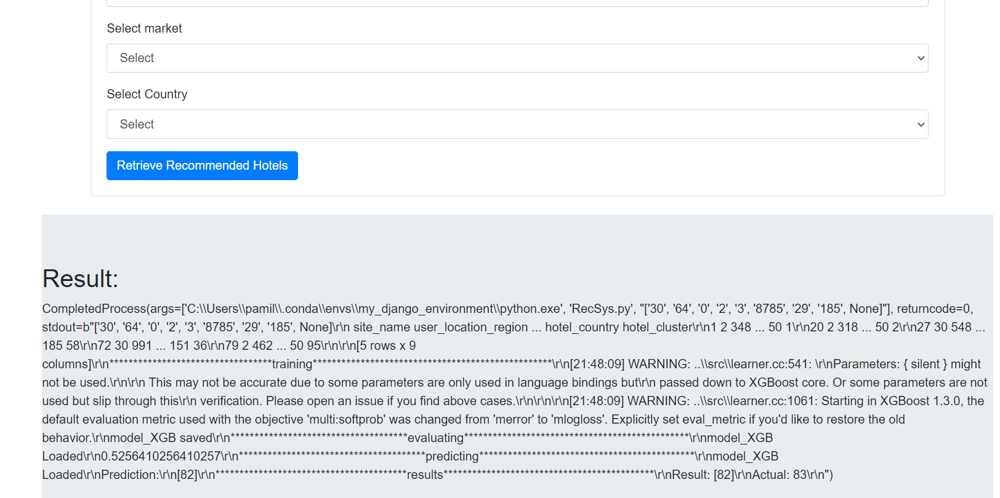 Select market
Select
Select Country
Select
Retrieve Recommended Hotels
Result:
CompletedProcess(args=['C:\\Users\\pamil\\.conda\\envs\\my_django_environment\\python.exe', 'RecSys.py', "['30', '64', '0', '2', '3', '8785', '29', '185', None]"], returncode=0,
stdout=b"['30', '64', '0', '2', '3', '8785', '29', '185', None]\r\n site_name user_location_region ... hotel_country hotel_cluster\r\n1 2 348 ... 50 1\r\n20 2 318 ... 50 2\r\n27 30 548 ...
185 58\r\n72 30 991 ... 151 36\r\n79 2 462 ... 50 95\r\n\r\n[5 rows x 9
columns]\r\n**********************************training**************************************************\r\n[21:48:09] WARNING: ..\\src\\learner.cc:541: \r\nParameters: { silent } might
not be used.\r\n\r\n This may not be accurate due to some parameters are only used in language bindings but\r\n passed down to XGBoost core. Or some parameters are not
used but slip through this\r\n verification. Please open an issue if you find above cases.\r\n\r\n\r\n[21:48:09] WARNING: ..\\src\\learner.cc:1061: Starting in XGBoost 1.3.0, the
default evaluation metric used with the objective 'multi:softprob' was changed from 'merror' to 'mlogloss'. Explicitly set eval_metric if you'd like to restore the old
behavior.\r\nmodel_XGB saved\r\n*************************************evaluating***********************************************\r\nmodel_XGB
Loaded\r\n0.5256410256410257\r\n***************************************predicting*********************************************\r\nmodel_XGB
Loaded\r\nPrediction:\r\n[82]\r\n****************************************results********************************************\r\nResult: [82]\r\nActual: 83\r\n")